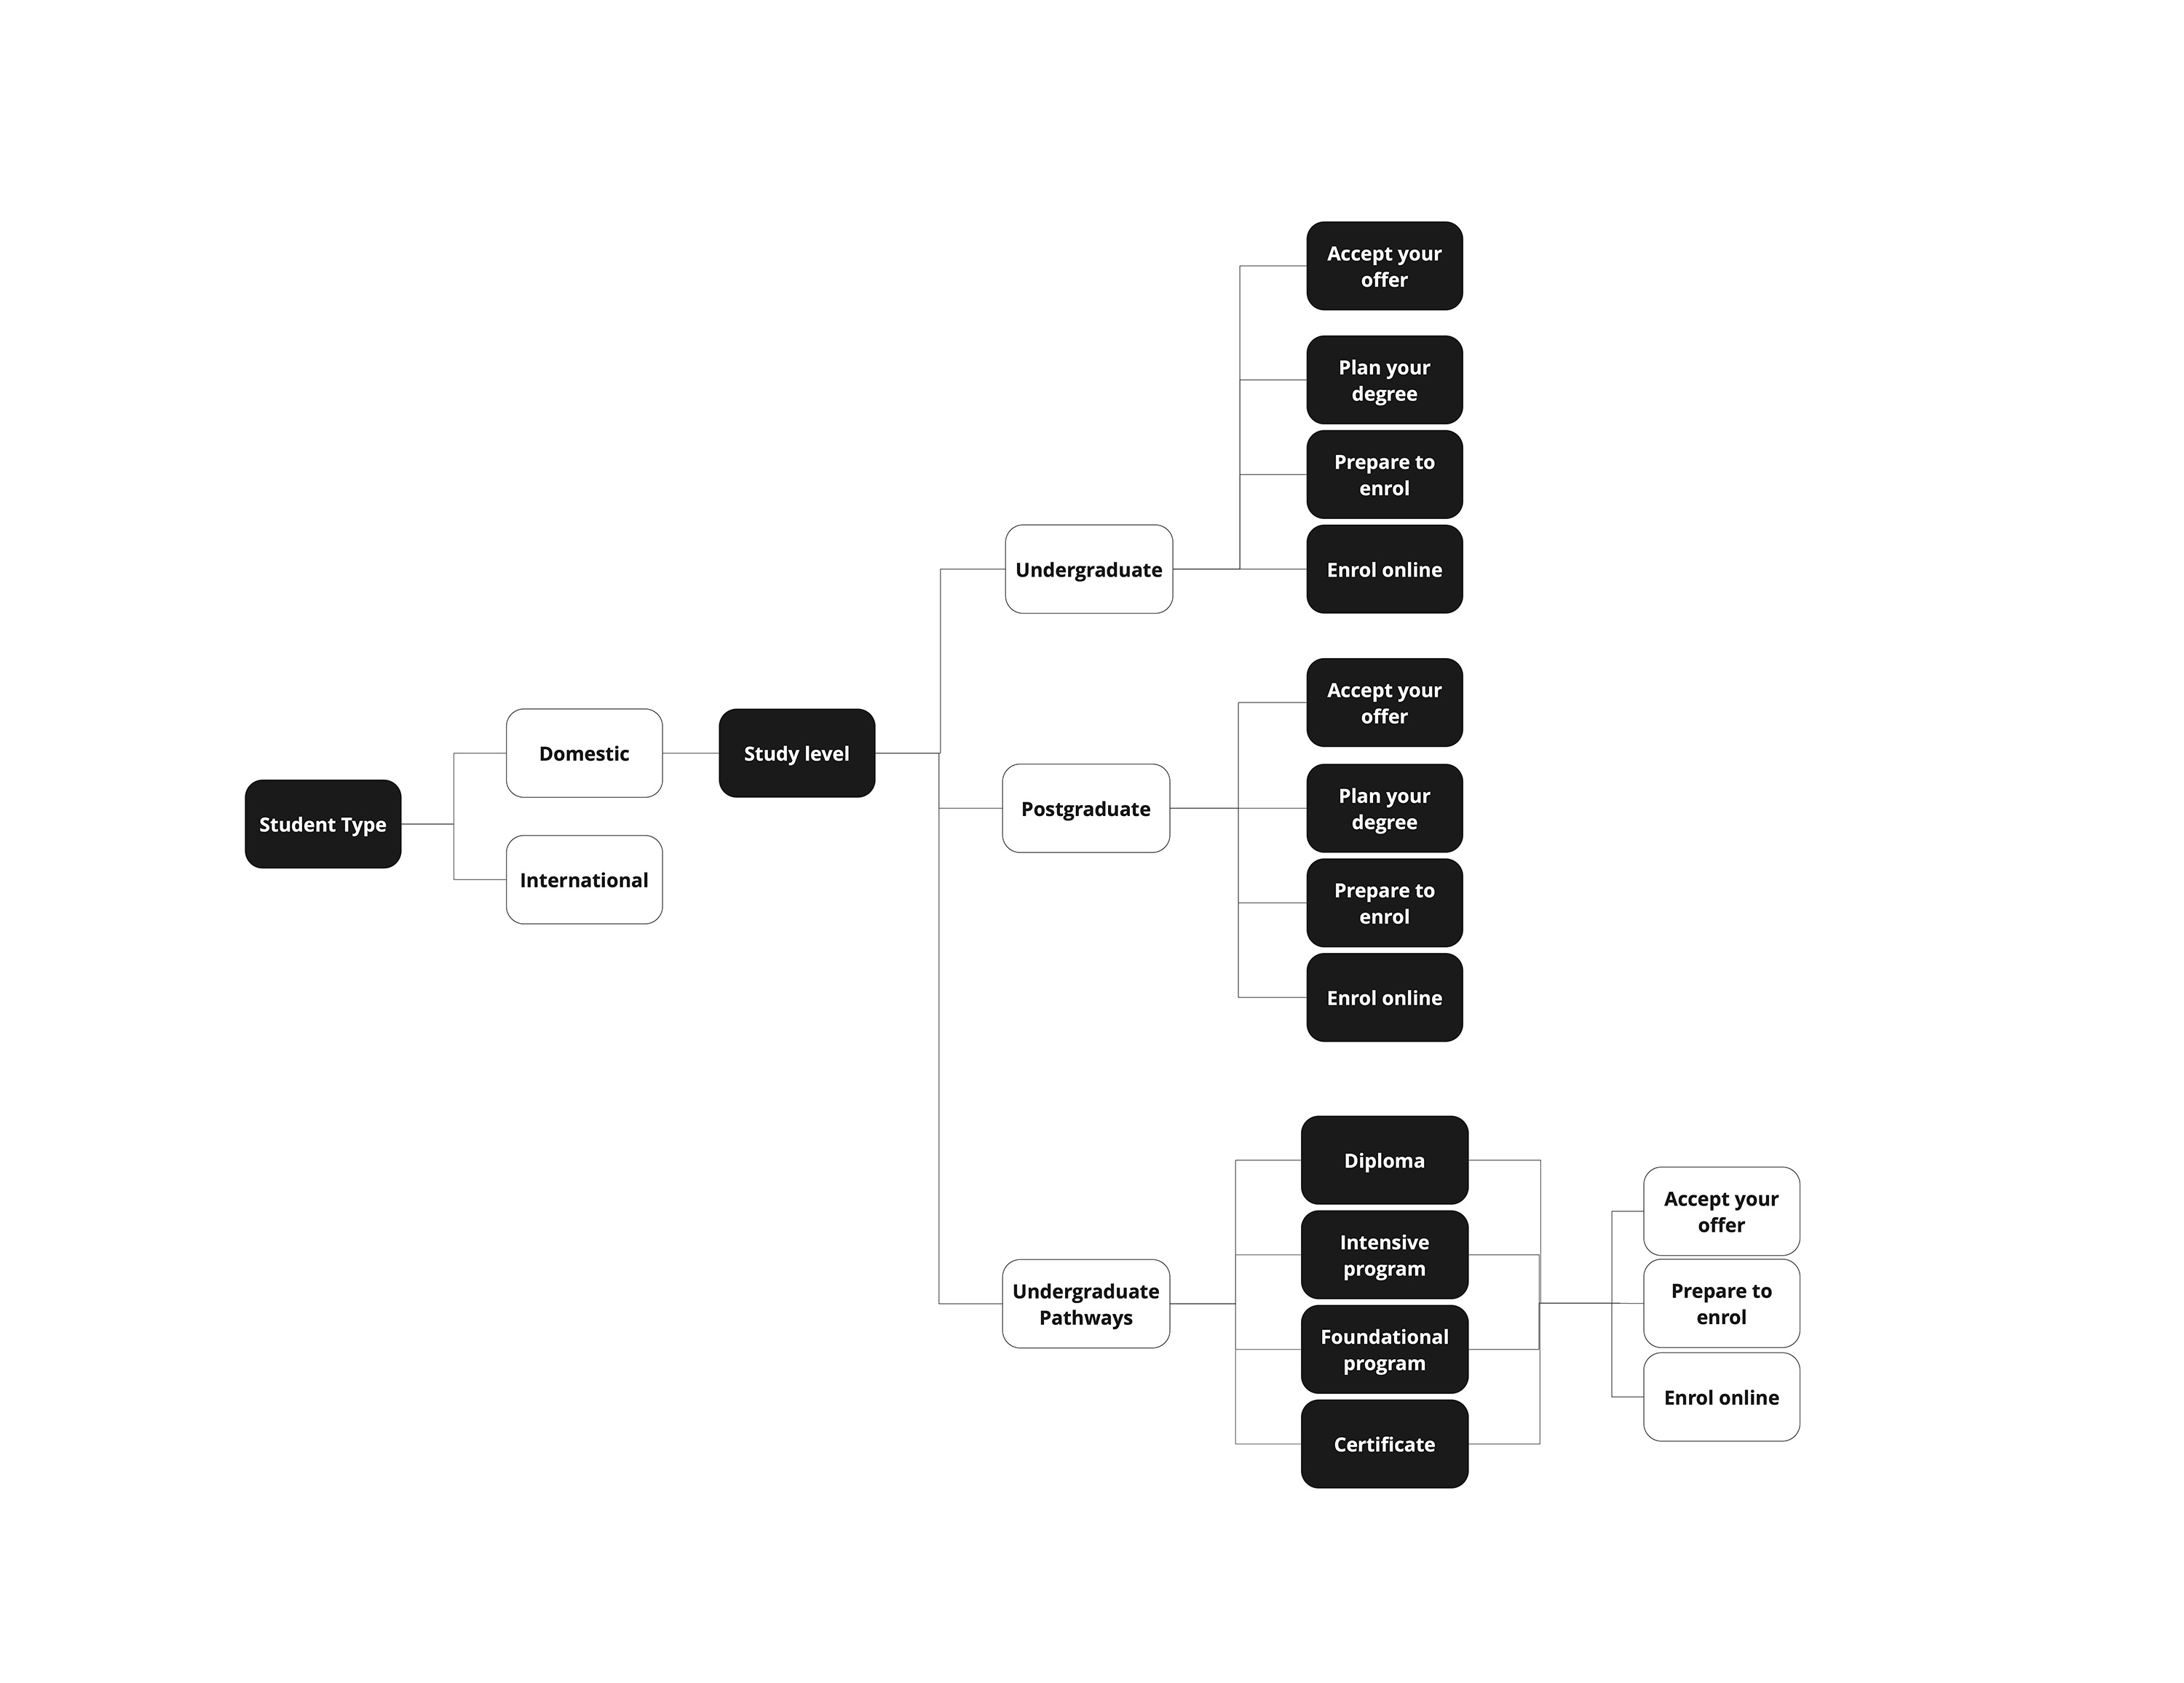 Student Type
Domestic
International
Study level
Undergraduate
Accept your
offer
Plan your
degree
Prepare to
enrol
Enrol online
Postgraduate
Accept your
offer
Plan your
degree
Prepare to
enrol
Enrol online
Undergraduate
Pathways
Diploma
Intensive
program
Foundational
program
Certificate
Accept your
offer
Prepare to
enrol
Enrol online